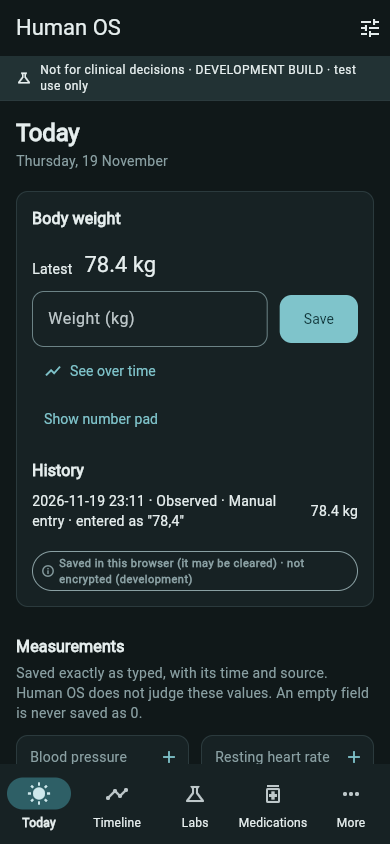 Human OS
Not for clinical decisions · DEVELOPMENT BUILD · test
use only
Today
Thursday, 19 November
Body weight
Latest 78.4 kg
Weight (kg)
Save
See over time
Show number pad
History
2026-11-19 23:11 · Observed · Manual
entry · entered as "78,4"
78.4 kg
Saved in this browser (it may be cleared) · not
encrypted (development)
Measurements
Saved exactly as typed, with its time and source.
Human OS does not judge these values. An empty field
is never saved as 0.
Blood pressure
Resting heart rate
Today
Timeline
Labs
Medications
More